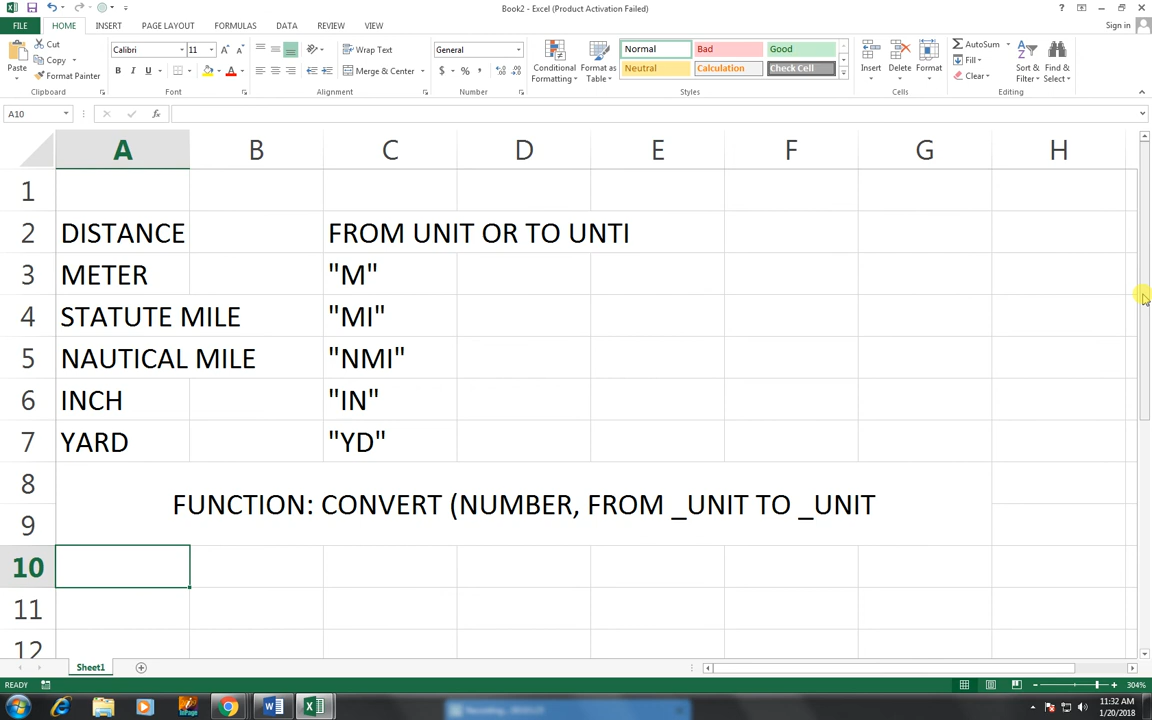 Book2 - Excel (Product Activation Failed)
FILE HOME INSERT PAGE LAYOUT FORMULAS DATA REVIEW VIEW Sign in
Paste Cut Copy Format Painter Clipboard
Calibri 11 B I U Font
Wrap Text Merge & Center Alignment
General $ % Number
Conditional Formatting Format as Table Normal Bad Good Neutral Calculation Check Cell Styles
Insert Delete Format Cells
AutoSum Fill Clear Sort & Filter Find & Select Editing
A10 fx
A B C D E F G H
1
2 DISTANCE FROM UNIT OR TO UNTI
3 METER "M"
4 STATUTE MILE "MI"
5 NAUTICAL MILE "NMI"
6 INCH "IN"
7 YARD "YD"
8 FUNCTION: CONVERT (NUMBER, FROM _UNIT TO _UNIT
9
10
11
12
Sheet1
READY 304%
11:32 AM
1/20/2018